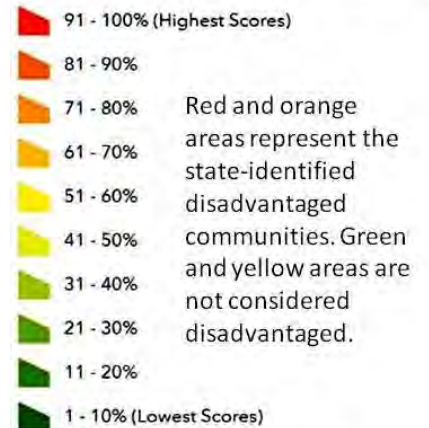 91 - 100% (Highest Scores)
81 - 90%
71 - 80%
61 - 70%
51 - 60%
41 - 50%
31 - 40%
21 - 30%
11 - 20%
1 - 10% (Lowest Scores)
Red and orange
areas represent the
state-identified
disadvantaged
communities. Green
and yellow areas are
not considered
disadvantaged.